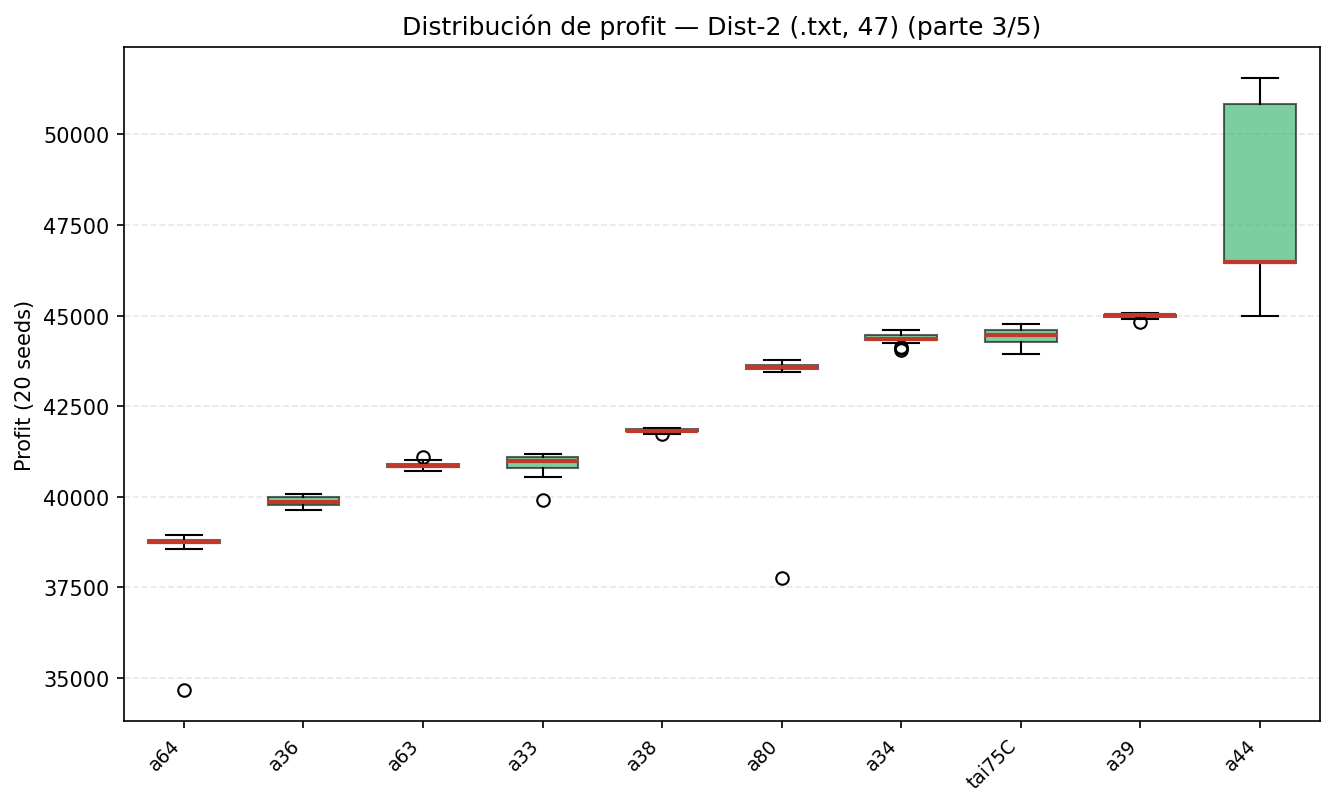 Distribución de profit — Dist-2 (.txt, 47) (parte 3/5)
Profit (20 seeds)
50000
47500
45000
42500
40000
37500
35000
a64
a36
a63
a33
a38
a80
a34
tai75C
a39
a44